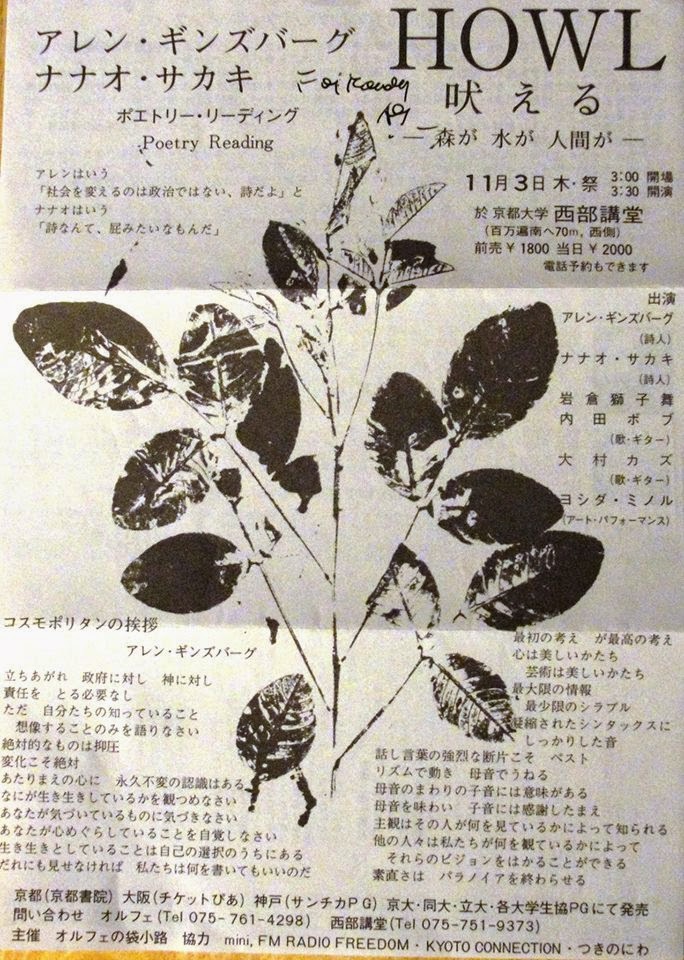 アレン・ギンズバーグ
ナナオ・サカキ
ポエトリー・リーディング
Poetry Reading
HOWL
吠える
― 森が 水が 人間が ―
アレンはいう
「社会を変えるのは政治ではない、詩だよ」と
ナナオはいう
「詩なんて、屁みたいなもんだ」
11月3日木・祭 3:00 開場
3:30 開演
於 京都大学 西部講堂
(百万遍南へ70m, 西側)
前売¥1800 当日¥2000
電話予約もできます
出演
アレン・ギンズバーグ
(詩人)
ナナオ・サカキ
(詩人)
岩倉獅子舞
内田ボブ
(歌・ギター)
大村カズ
(歌・ギター)
ヨシダ・ミノル
(アート・パフォーマンス)
コスモポリタンの挨拶
アレン・ギンズバーグ
立ちあがれ 政府に対し 神に対し
責任を とる必要なし
ただ 自分たちの知っていること
想像することのみを語りなさい
絶対的なものは抑圧
変化こそ絶対
あたりまえの心に 永久不変の認識はある
なにが生き生きしているかを観つめなさい
あなたが気づいているものに気づきなさい
あなたが心めぐらしていることを自覚しなさい
生き生きとしていることは自己の選択のうちにある
だれにも見せなければ 私たちは何を書いてもいいのだ
最初の考え が最高の考え
心は美しいかたち
芸術は美しいかたち
最大限の情報
最少限のシラブル
凝縮されたシンタックスに
しっかりした音
話し言葉の強烈な断片こそ ベスト
リズムで動き 母音でうねる
母音のまわりの子音には意味がある
母音を味わい 子音には感謝したまえ
主観はその人が何を見ているかによって知られる
他の人々は私たちが何を観ているかによって
それらのビジョンをはかることができる
素直さは パラノイアを終わらせる
京都(京都書院) 大阪(チケットぴあ) 神戸(サンチカPG) 京大・同大・立大・各大学生協PGにて発売
問い合わせ オルフェ(Tel 075-761-4298) 西部講堂(Tel 075-751-9373)
主催 オルフェの袋小路 協力 mini, FM RADIO FREEDOM・KYOTO CONNECTION・つきのにわ